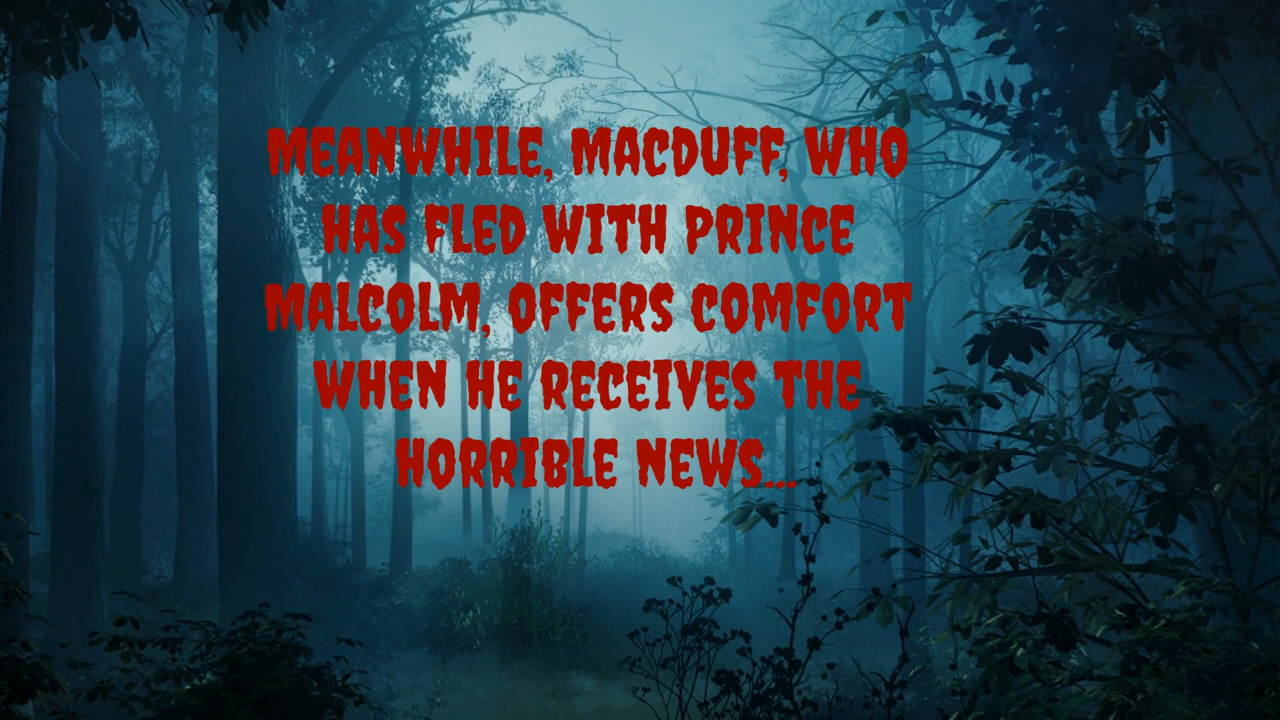 MEANWHILE, MACDUFF, WHO
HAS FLED WITH PRINCE
MALCOLM, OFFERS COMFORT
WHEN HE RECEIVES THE
HORRIBLE NEWS...